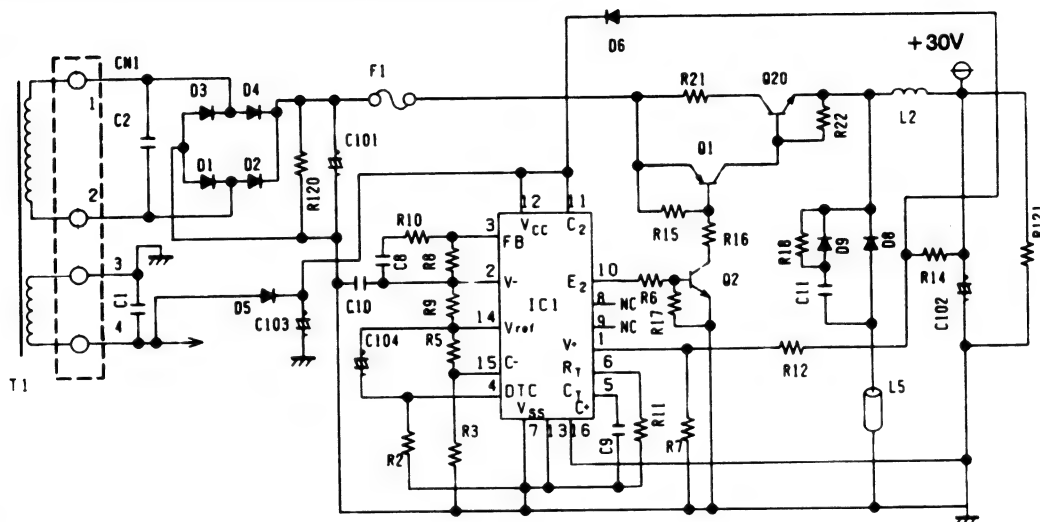 D6
+30V
CN1
F1
1
C2
D3
D4
R21
Q20
R22
L2
D1
D2
R120
C101
Q1
2
12
11
VCC
C2
R15
R16
R18
D9
D8
R14
R121
R10
3
FB
C8
R8
3
C10
2
V-
IC1
E2
10
R6
Q2
C11
C102
C1
D5
R9
8
NC
R17
C103
14
Vref
9
NC
C104
R5
V+
1
4
15
C-
RT
6
R12
T1
4
DTC
CT
5
L5
VSS
C+
R11
7
13
16
C9
R2
R3
R7